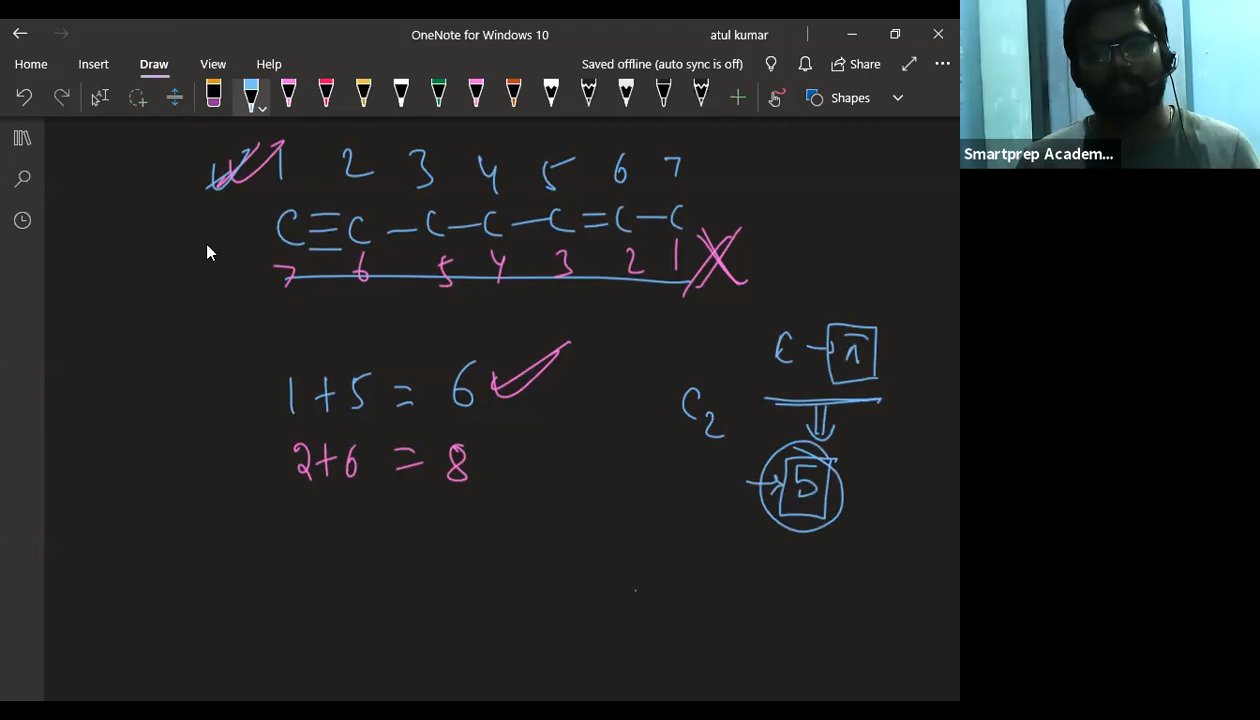 OneNote for Windows 10
atul kumar
Home Insert Draw View Help
Saved offline (auto sync is off)
Share
Shapes
Smartprep Academ...
1 2 3 4 5 6 7
C≡C-C-C-C=C-C
7 6 5 4 3 2 1
1+5=6
2+6=8
C2
5